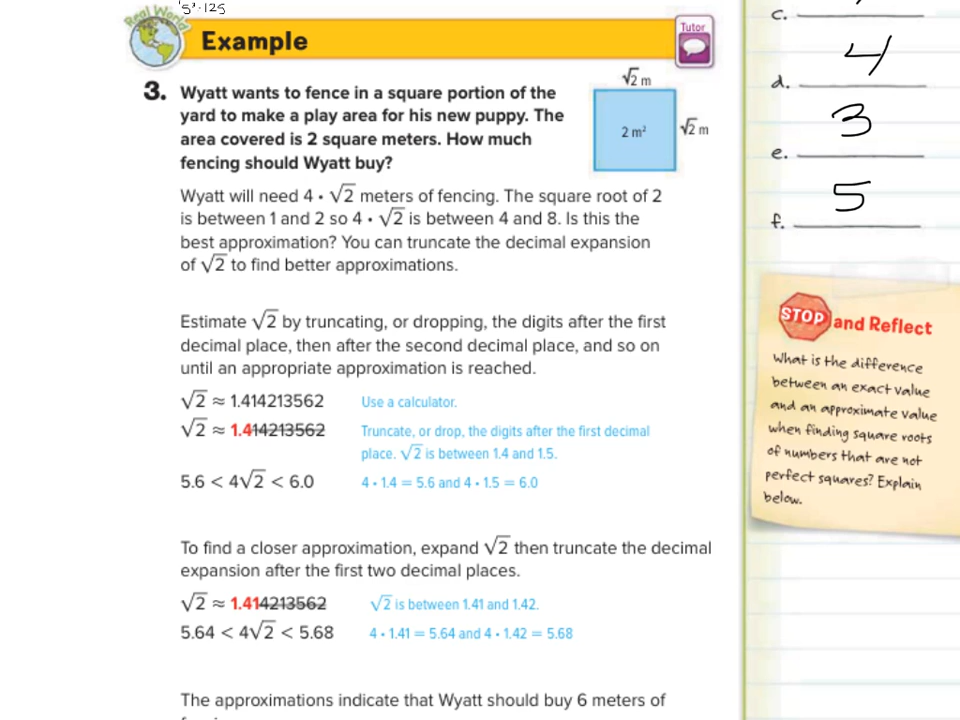 5³·125
Real World
Example
Tutor
3. Wyatt wants to fence in a square portion of the
yard to make a play area for his new puppy. The
area covered is 2 square meters. How much
fencing should Wyatt buy?
√2 m
2 m²
√2 m
Wyatt will need 4 • √2 meters of fencing. The square root of 2
is between 1 and 2 so 4 • √2 is between 4 and 8. Is this the
best approximation? You can truncate the decimal expansion
of √2 to find better approximations.
Estimate √2 by truncating, or dropping, the digits after the first
decimal place, then after the second decimal place, and so on
until an appropriate approximation is reached.
√2 ≈ 1.414213562 Use a calculator.
√2 ≈ 1.414213562 Truncate, or drop, the digits after the first decimal
place. √2 is between 1.4 and 1.5.
5.6 < 4√2 < 6.0 4 • 1.4 = 5.6 and 4 • 1.5 = 6.0
To find a closer approximation, expand √2 then truncate the decimal
expansion after the first two decimal places.
√2 ≈ 1.414213562 √2 is between 1.41 and 1.42.
5.64 < 4√2 < 5.68 4 • 1.41 = 5.64 and 4 • 1.42 = 5.68
The approximations indicate that Wyatt should buy 6 meters of
c.
d. 4
e. 3
f. 5
STOP and Reflect
What is the difference
between an exact value
and an approximate value
when finding square roots
of numbers that are not
perfect squares? Explain
below.